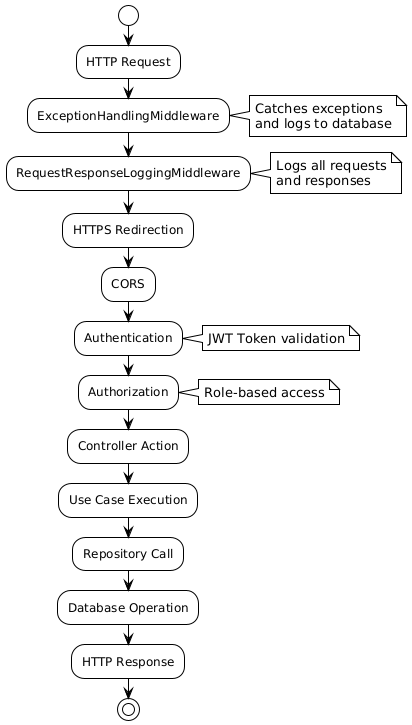 HTTP Request
ExceptionHandlingMiddleware
Catches exceptions
and logs to database
RequestResponseLoggingMiddleware
Logs all requests
and responses
HTTPS Redirection
CORS
Authentication
JWT Token validation
Authorization
Role-based access
Controller Action
Use Case Execution
Repository Call
Database Operation
HTTP Response